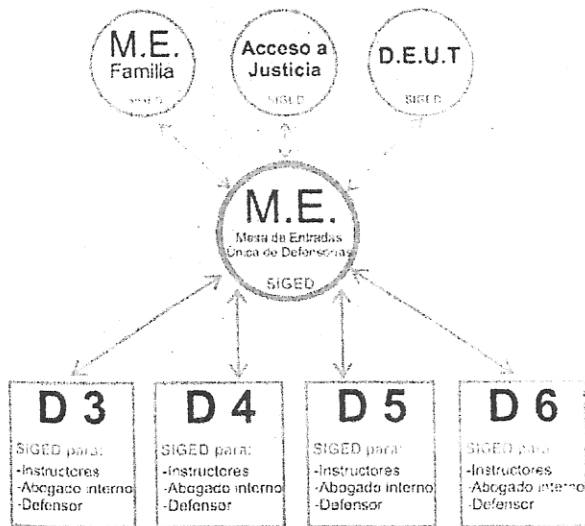 M.E.
Familia
SIGED
Acceso a
Justicia
SIGED
D.E.U.T
SIGED
M.E.
Mesa de Entradas
Única de Defensorias
SIGED
D 3
SIGED para:
-Instructores
-Abogado interno
-Defensor
D 4
SIGED para:
-Instructores
-Abogado interno
-Defensor
D 5
SIGED para:
-Instructores
-Abogado interno
-Defensor
D 6
SIGED para:
-Instructores
-Abogado interno
-Defensor